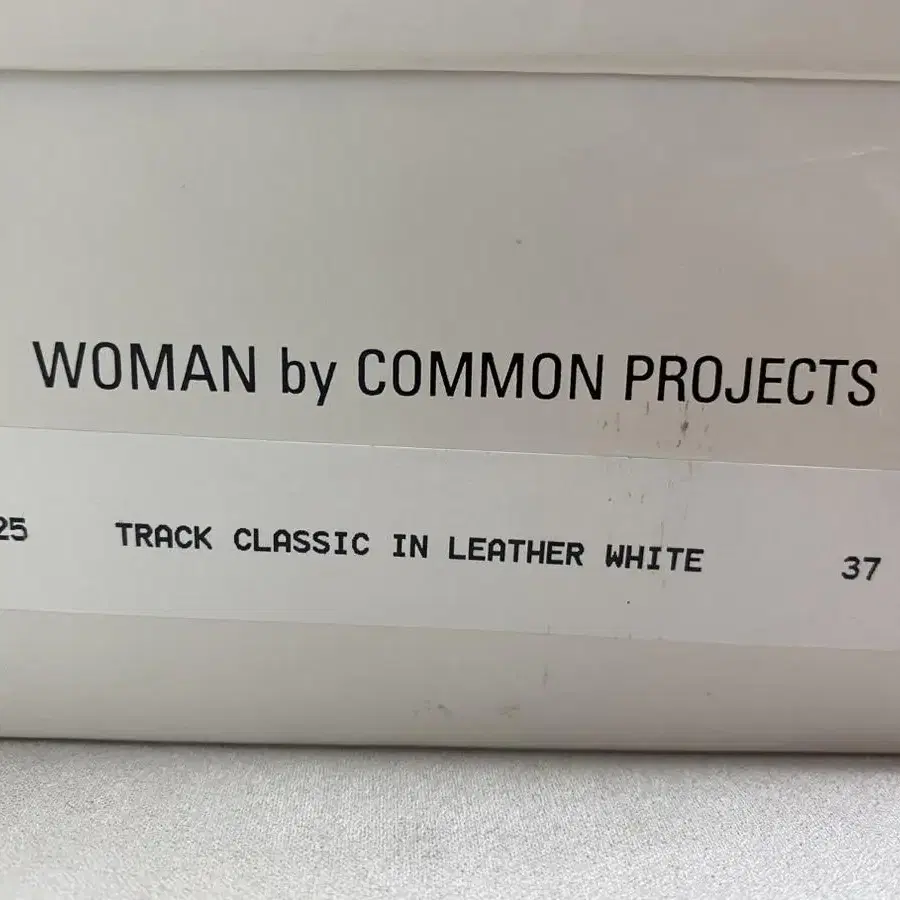 WOMAN by COMMON PROJECTS
25 TRACK CLASSIC IN LEATHER WHITE 37